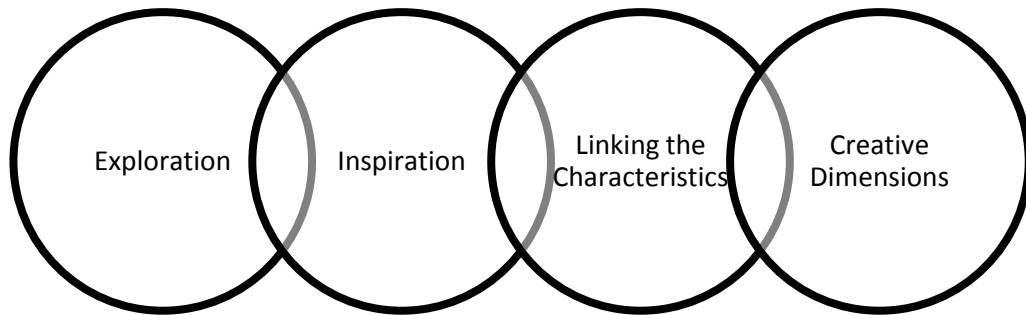 Exploration
Inspiration
Linking the
Characteristics
Creative
Dimensions